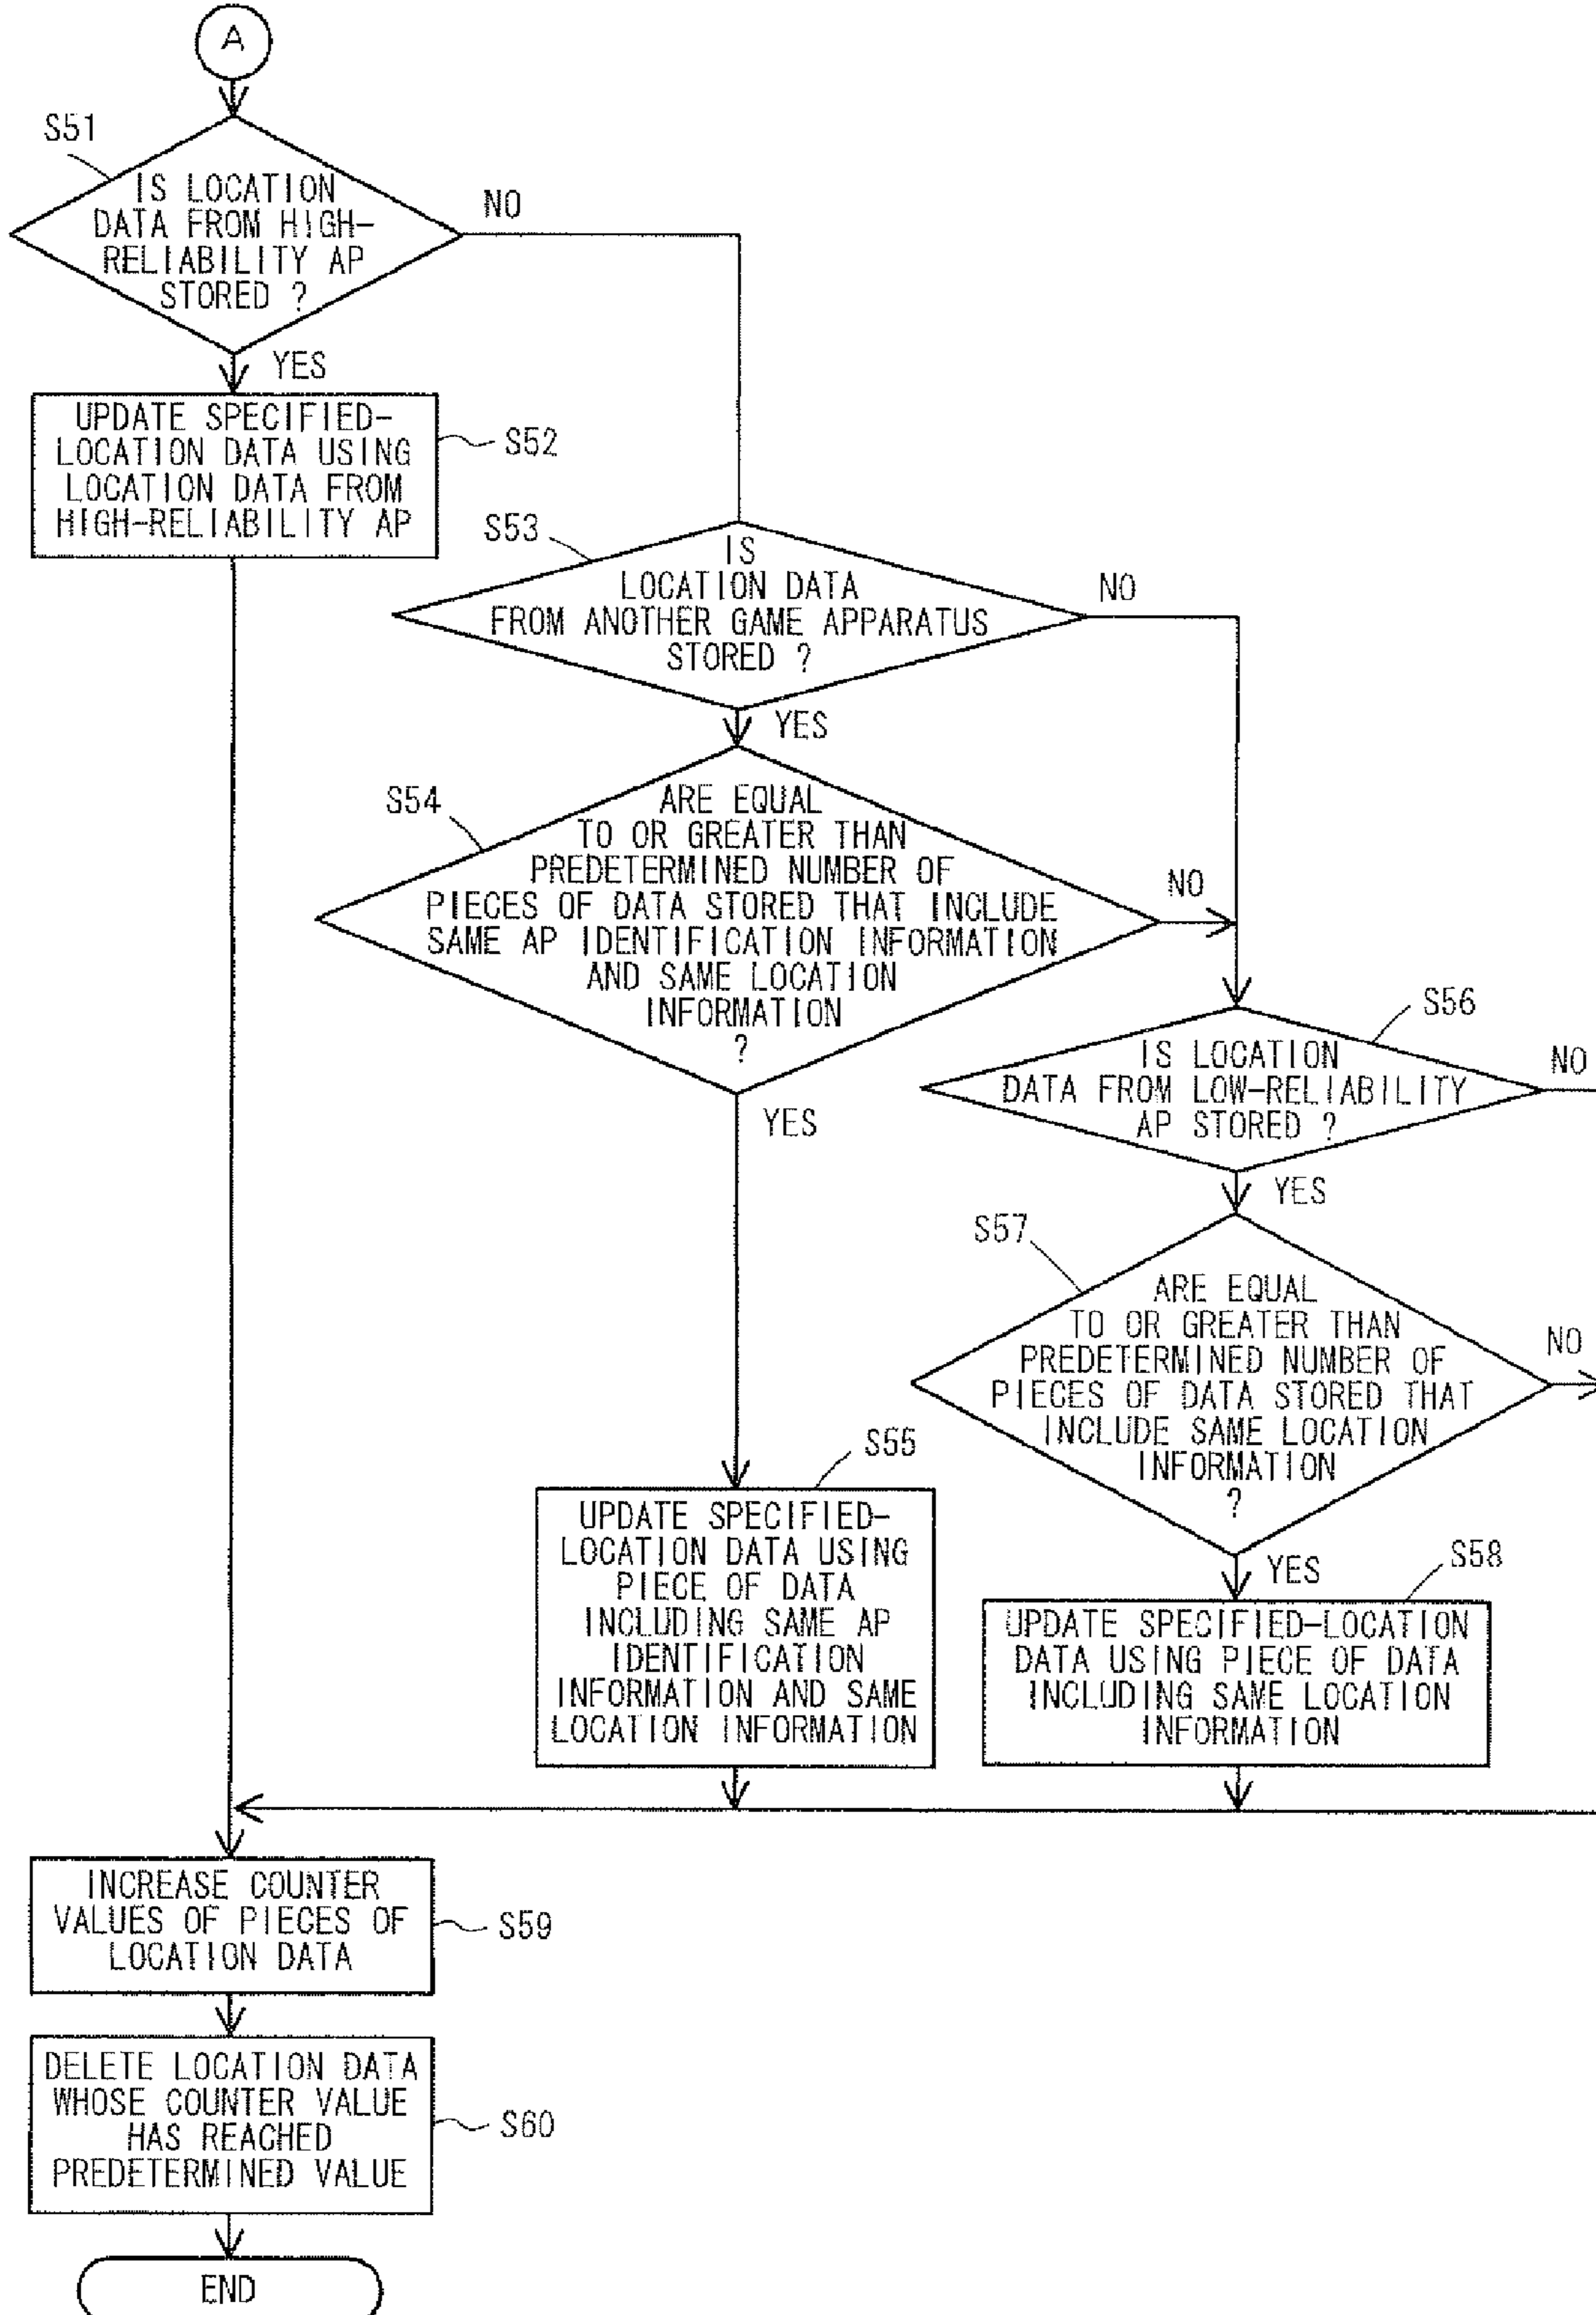 A
S51
IS LOCATION
DATA FROM HIGH-
RELIABILITY AP
STORED ?
NO
YES
UPDATE SPECIFIED-
LOCATION DATA USING
LOCATION DATA FROM
HIGH-RELIABILITY AP
S52
S53
IS
LOCATION DATA
FROM ANOTHER GAME APPARATUS
STORED ?
NO
YES
S54
ARE EQUAL
TO OR GREATER THAN
PREDETERMINED NUMBER OF
PIECES OF DATA STORED THAT INCLUDE
SAME AP IDENTIFICATION INFORMATION
AND SAME LOCATION
INFORMATION
?
NO
YES
S56
IS LOCATION
DATA FROM LOW-RELIABILITY
AP STORED ?
NO
YES
S57
ARE EQUAL
TO OR GREATER THAN
PREDETERMINED NUMBER OF
PIECES OF DATA STORED THAT
INCLUDE SAME LOCATION
INFORMATION
?
NO
YES
S55
UPDATE SPECIFIED-
LOCATION DATA USING
PIECE OF DATA
INCLUDING SAME AP
IDENTIFICATION
INFORMATION AND SAME
LOCATION INFORMATION
S58
UPDATE SPECIFIED-LOCATION
DATA USING PIECE OF DATA
INCLUDING SAME LOCATION
INFORMATION
INCREASE COUNTER
VALUES OF PIECES OF
LOCATION DATA
S59
DELETE LOCATION DATA
WHOSE COUNTER VALUE
HAS REACHED
PREDETERMINED VALUE
S60
END